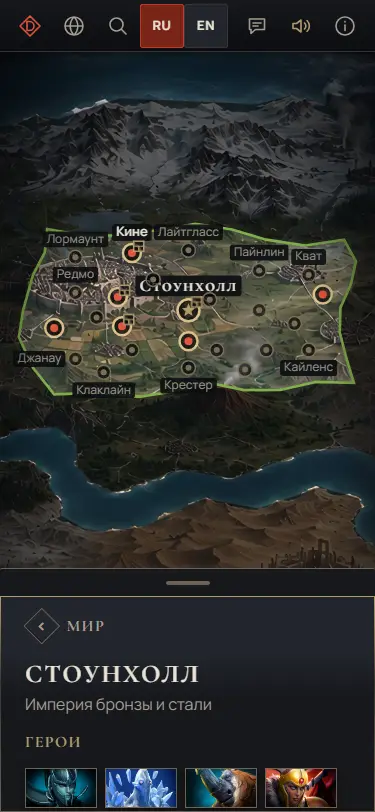 RU EN
Лормаунт Кине Лайтгласс
Пайнлин Кват
Редмо
Стоунхолл
Джанау
Кайленс
Клаклайн Крестер
МИР
СТОУНХОЛЛ
Империя бронзы и стали
ГЕРОИ